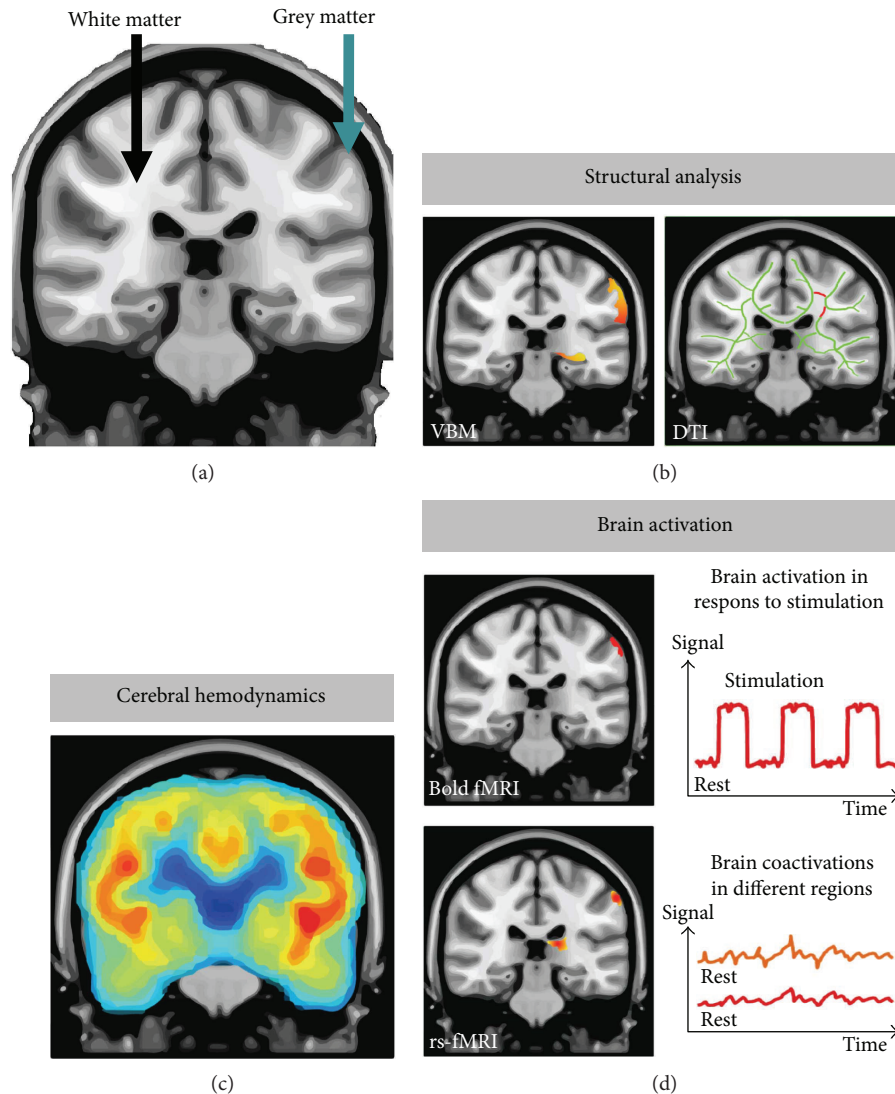 White matter
Grey matter
(a)
Structural analysis
VBM
DTI
(b)
Cerebral hemodynamics
(c)
Brain activation
Bold fMRI
Brain activation in
respons to stimulation
Signal
Stimulation
Rest
Time
rs-fMRI
Brain coactivations
in different regions
Signal
Rest
Rest
Time
(d)